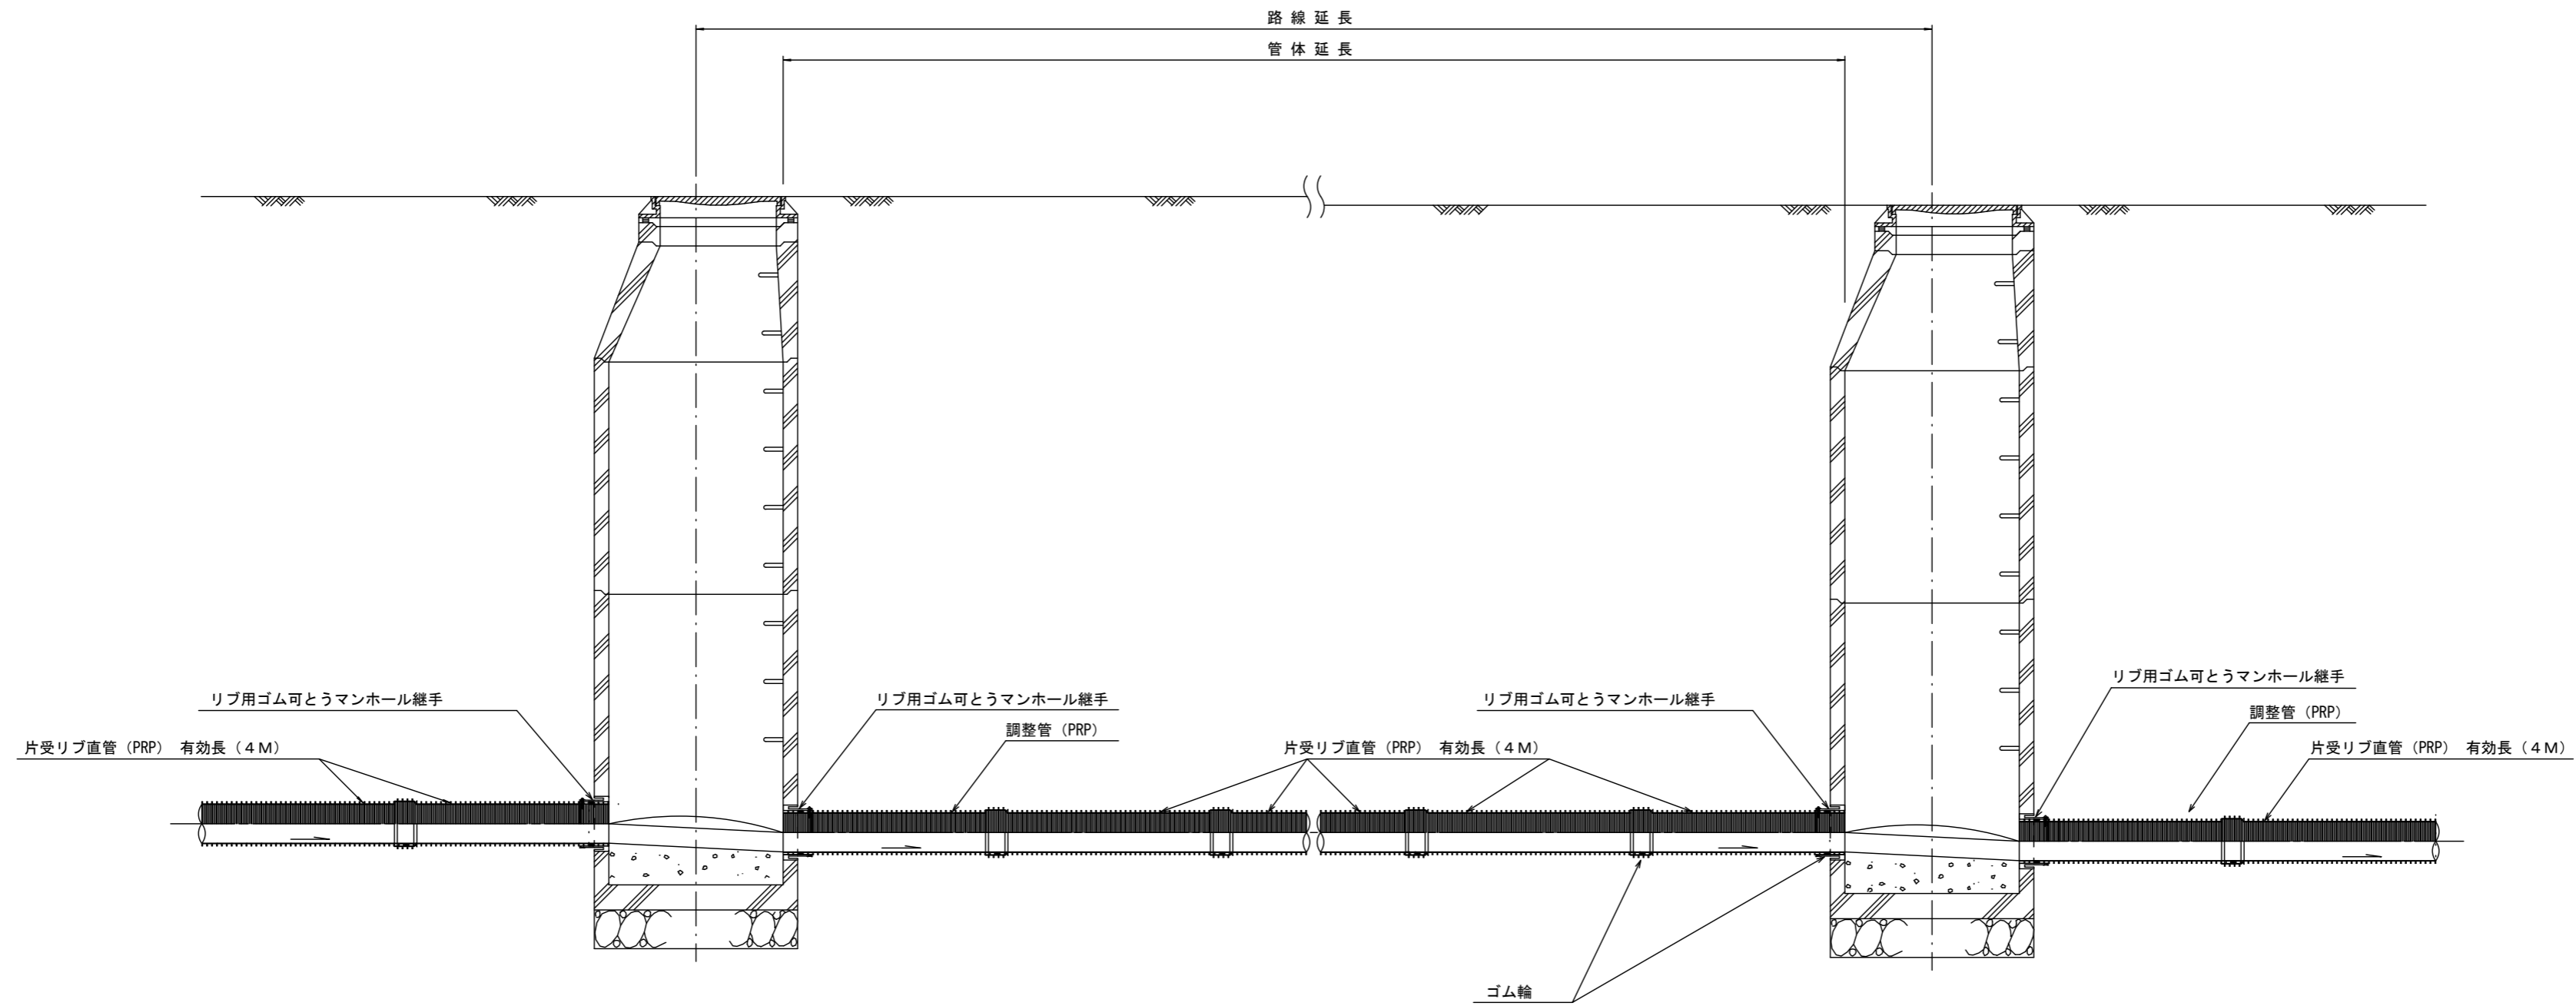 路 線 延 長
管 体 延 長
リブ用ゴム可とうマンホール継手
片受リブ直管（PRP） 有効長（４Ｍ）
リブ用ゴム可とうマンホール継手
調整管（PRP）
リブ用ゴム可とうマンホール継手
片受リブ直管（PRP） 有効長（４Ｍ）
リブ用ゴム可とうマンホール継手
調整管（PRP）
片受リブ直管（PRP） 有効長（４Ｍ）
ゴム輪